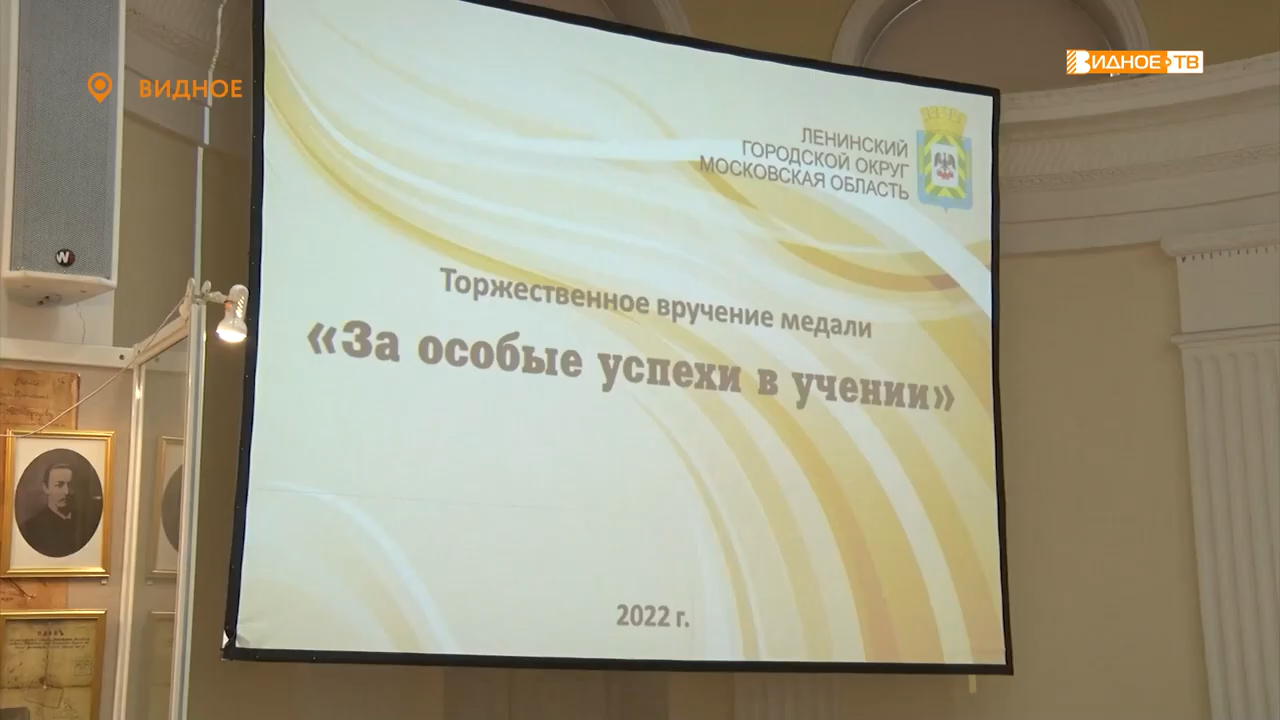 ВИДНОЕ
ВИДНОЕ ТВ
ЛЕНИНСКИЙ
ГОРОДСКОЙ ОКРУГ
МОСКОВСКАЯ ОБЛАСТЬ
Торжественное вручение медали
«За особые успехи в учении»
2022 г.
W